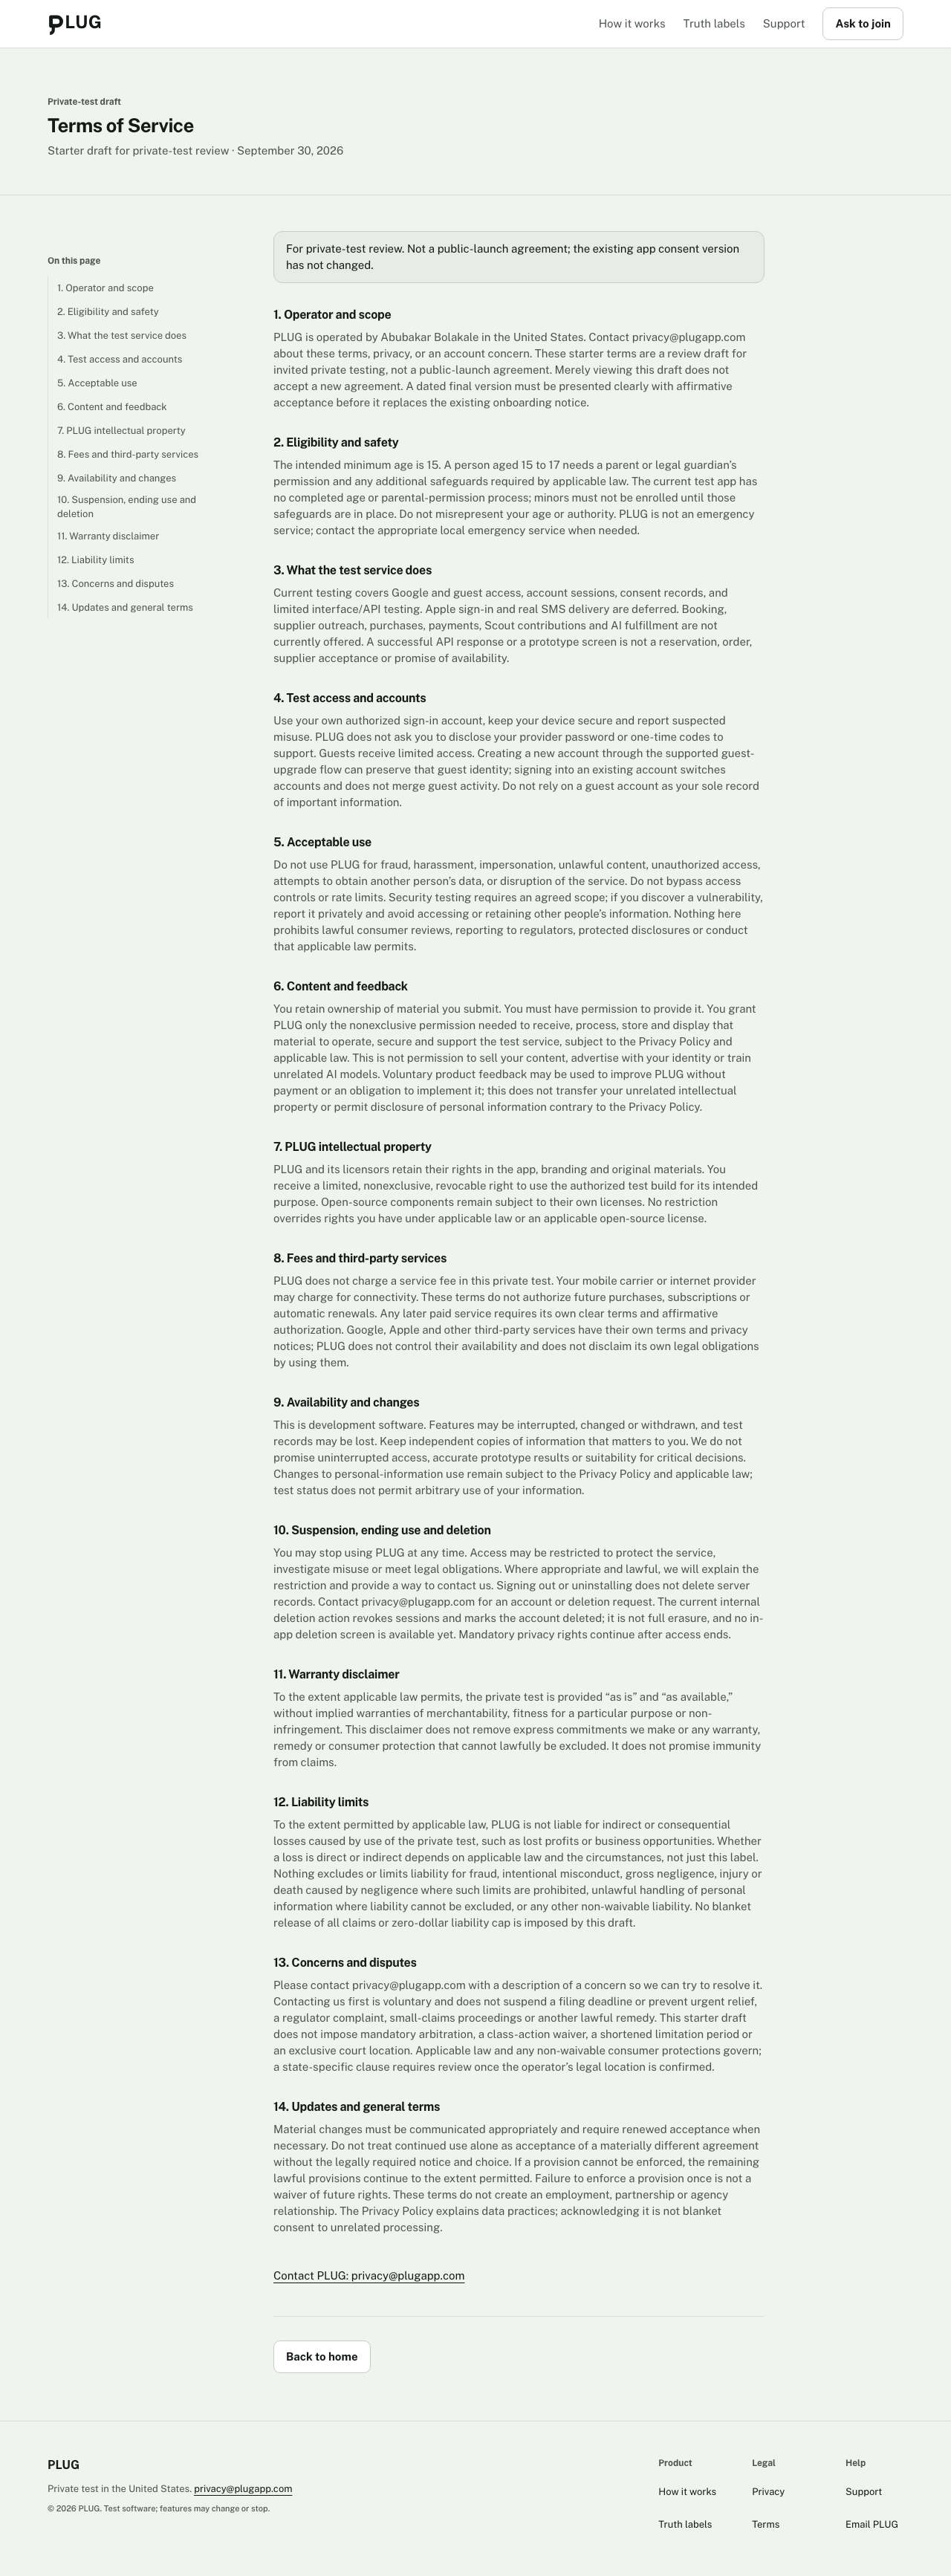 PLUG
How it works
Truth labels
Support
Ask to join
Private-test draft
Terms of Service
Starter draft for private-test review · September 30, 2026
On this page
1. Operator and scope
2. Eligibility and safety
3. What the test service does
4. Test access and accounts
5. Acceptable use
6. Content and feedback
7. PLUG intellectual property
8. Fees and third-party services
9. Availability and changes
10. Suspension, ending use and
deletion
11. Warranty disclaimer
12. Liability limits
13. Concerns and disputes
14. Updates and general terms
For private-test review. Not a public-launch agreement; the existing app consent version
has not changed.
1. Operator and scope
PLUG is operated by Abubakar Bolakale in the United States. Contact privacy@plugapp.com
about these terms, privacy, or an account concern. These starter terms are a review draft for
invited private testing, not a public-launch agreement. Merely viewing this draft does not
accept a new agreement. A dated final version must be presented clearly with affirmative
acceptance before it replaces the existing onboarding notice.
2. Eligibility and safety
The intended minimum age is 15. A person aged 15 to 17 needs a parent or legal guardian’s
permission and any additional safeguards required by applicable law. The current test app has
no completed age or parental-permission process; minors must not be enrolled until those
safeguards are in place. Do not misrepresent your age or authority. PLUG is not an emergency
service; contact the appropriate local emergency service when needed.
3. What the test service does
Current testing covers Google and guest access, account sessions, consent records, and
limited interface/API testing. Apple sign-in and real SMS delivery are deferred. Booking,
supplier outreach, purchases, payments, Scout contributions and AI fulfillment are not
currently offered. A successful API response or a prototype screen is not a reservation, order,
supplier acceptance or promise of availability.
4. Test access and accounts
Use your own authorized sign-in account, keep your device secure and report suspected
misuse. PLUG does not ask you to disclose your provider password or one-time codes to
support. Guests receive limited access. Creating a new account through the supported guest-
upgrade flow can preserve that guest identity; signing into an existing account switches
accounts and does not merge guest activity. Do not rely on a guest account as your sole record
of important information.
5. Acceptable use
Do not use PLUG for fraud, harassment, impersonation, unlawful content, unauthorized access,
attempts to obtain another person’s data, or disruption of the service. Do not bypass access
controls or rate limits. Security testing requires an agreed scope; if you discover a vulnerability,
report it privately and avoid accessing or retaining other people’s information. Nothing here
prohibits lawful consumer reviews, reporting to regulators, protected disclosures or conduct
that applicable law permits.
6. Content and feedback
You retain ownership of material you submit. You must have permission to provide it. You grant
PLUG only the nonexclusive permission needed to receive, process, store and display that
material to operate, secure and support the test service, subject to the Privacy Policy and
applicable law. This is not permission to sell your content, advertise with your identity or train
unrelated AI models. Voluntary product feedback may be used to improve PLUG without
payment or an obligation to implement it; this does not transfer your unrelated intellectual
property or permit disclosure of personal information contrary to the Privacy Policy.
7. PLUG intellectual property
PLUG and its licensors retain their rights in the app, branding and original materials. You
receive a limited, nonexclusive, revocable right to use the authorized test build for its intended
purpose. Open-source components remain subject to their own licenses. No restriction
overrides rights you have under applicable law or an applicable open-source license.
8. Fees and third-party services
PLUG does not charge a service fee in this private test. Your mobile carrier or internet provider
may charge for connectivity. These terms do not authorize future purchases, subscriptions or
automatic renewals. Any later paid service requires its own clear terms and affirmative
authorization. Google, Apple and other third-party services have their own terms and privacy
notices; PLUG does not control their availability and does not disclaim its own legal obligations
by using them.
9. Availability and changes
This is development software. Features may be interrupted, changed or withdrawn, and test
records may be lost. Keep independent copies of information that matters to you. We do not
promise uninterrupted access, accurate prototype results or suitability for critical decisions.
Changes to personal-information use remain subject to the Privacy Policy and applicable law;
test status does not permit arbitrary use of your information.
10. Suspension, ending use and deletion
You may stop using PLUG at any time. Access may be restricted to protect the service,
investigate misuse or meet legal obligations. Where appropriate and lawful, we will explain the
restriction and provide a way to contact us. Signing out or uninstalling does not delete server
records. Contact privacy@plugapp.com for an account or deletion request. The current internal
deletion action revokes sessions and marks the account deleted; it is not full erasure, and no in-
app deletion screen is available yet. Mandatory privacy rights continue after access ends.
11. Warranty disclaimer
To the extent applicable law permits, the private test is provided “as is” and “as available,”
without implied warranties of merchantability, fitness for a particular purpose or non-
infringement. This disclaimer does not remove express commitments we make or any warranty,
remedy or consumer protection that cannot lawfully be excluded. It does not promise immunity
from claims.
12. Liability limits
To the extent permitted by applicable law, PLUG is not liable for indirect or consequential
losses caused by use of the private test, such as lost profits or business opportunities. Whether
a loss is direct or indirect depends on applicable law and the circumstances, not just this label.
Nothing excludes or limits liability for fraud, intentional misconduct, gross negligence, injury or
death caused by negligence where such limits are prohibited, unlawful handling of personal
information where liability cannot be excluded, or any other non-waivable liability. No blanket
release of all claims or zero-dollar liability cap is imposed by this draft.
13. Concerns and disputes
Please contact privacy@plugapp.com with a description of a concern so we can try to resolve it.
Contacting us first is voluntary and does not suspend a filing deadline or prevent urgent relief,
a regulator complaint, small-claims proceedings or another lawful remedy. This starter draft
does not impose mandatory arbitration, a class-action waiver, a shortened limitation period or
an exclusive court location. Applicable law and any non-waivable consumer protections govern;
a state-specific clause requires review once the operator’s legal location is confirmed.
14. Updates and general terms
Material changes must be communicated appropriately and require renewed acceptance when
necessary. Do not treat continued use alone as acceptance of a materially different agreement
without the legally required notice and choice. If a provision cannot be enforced, the remaining
lawful provisions continue to the extent permitted. Failure to enforce a provision once is not a
waiver of future rights. These terms do not create an employment, partnership or agency
relationship. The Privacy Policy explains data practices; acknowledging it is not blanket
consent to unrelated processing.
Contact PLUG: privacy@plugapp.com
Back to home
PLUG
Private test in the United States. privacy@plugapp.com
© 2026 PLUG. Test software; features may change or stop.
Product
How it works
Truth labels
Legal
Privacy
Terms
Help
Support
Email PLUG